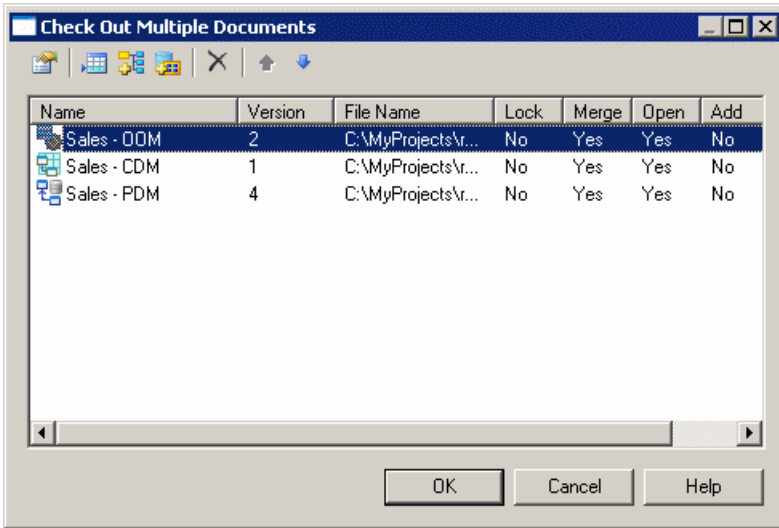 Check Out Multiple Documents
Name Version File Name Lock Merge Open Add
Sales - OOM 2 C:\MyProjects\r... No Yes Yes No
Sales - CDM 1 C:\MyProjects\r... No Yes Yes No
Sales - PDM 4 C:\MyProjects\r... No Yes Yes No
OK Cancel Help